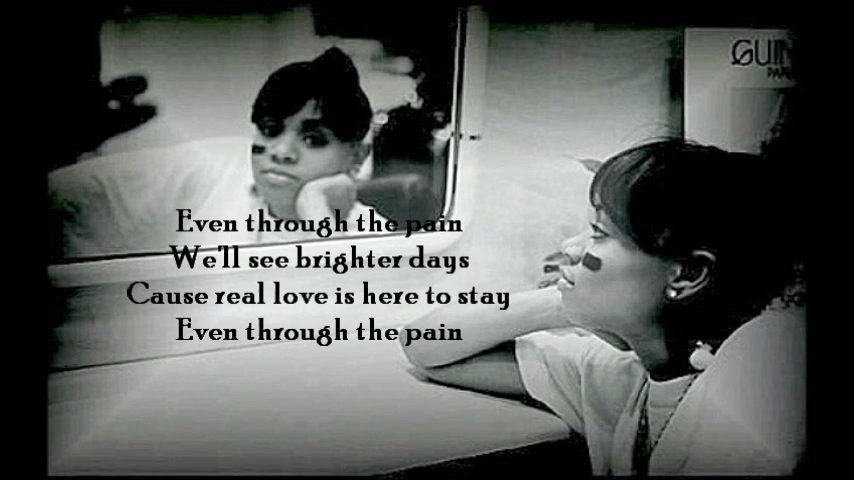 Even through the pain
We'll see brighter days
Cause real love is here to stay
Even through the pain